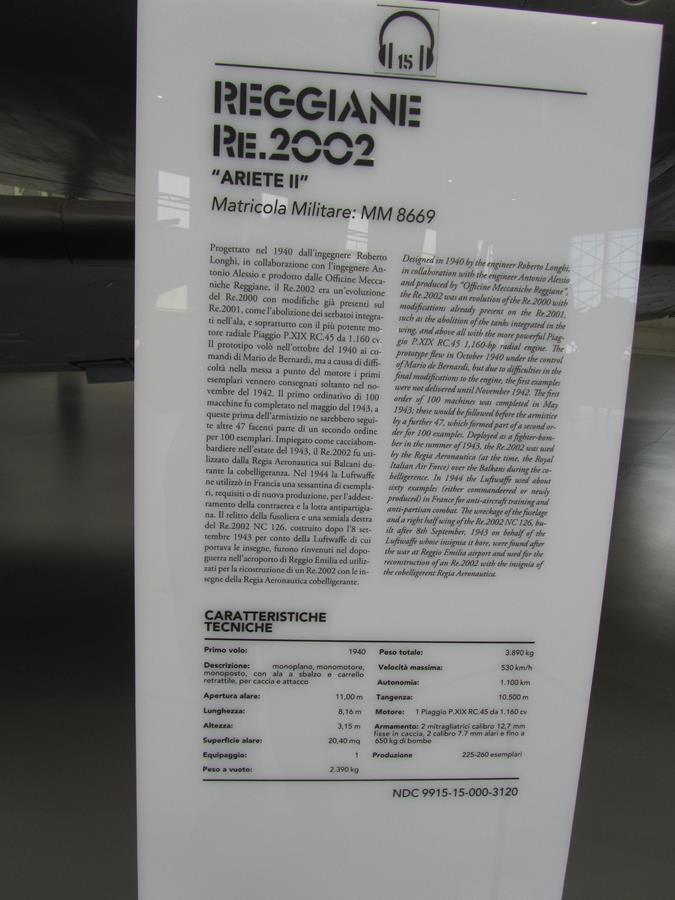 15
REGGIANE
RE.2002
“ARIETE II”
Matricola Militare: MM 8669
Progettato nel 1940 dall'ingegnere Roberto
Longhi, in collaborazione con l'ingegnere An-
tonio Alessio e prodotto dalle Officine Mecca-
niche Reggiane, il Re.2002 era un'evoluzione
del Re.2000 con modifiche già presenti sul
Re.2001, come l'abolizione dei serbatoi integra-
ti nell'ala, e soprattutto con il più potente mo-
tore radiale Piaggio P.XIX RC.45 da 1.160 cv.
Il prototipo volò nell'ottobre del 1940 ai co-
mandi di Mario de Bernardi, ma a causa di diffi-
coltà nella messa a punto del motore i primi
esemplari vennero consegnati soltanto nel no-
vembre del 1942. Il primo ordinativo di 100
macchine fu completato nel maggio del 1943, a
queste prima dell'armistizio ne sarebbero segui-
te altre 47 facenti parte di un secondo ordine
per 100 esemplari. Impiegato come cacciabom-
bardiere nell'estate del 1943, il Re.2002 fu uti-
lizzato dalla Regia Aeronautica sui Balcani du-
rante la cobelligeranza. Nel 1944 la Luftwaffe
ne utilizzò in Francia una sessantina di esempla-
ri, requisiti o di nuova produzione, per l'addest-
ramento della contraerea e la lotta antipartigia-
na. Il relitto della fusoliera e una semiala destra
del Re.2002 NC 126, costruito dopo l'8 set-
tembre 1943 per conto della Luftwaffe di cui
portava le insegne, furono rinvenuti nel dopo-
guerra nell'aeroporto di Reggio Emilia ed utiliz-
zati per la ricostruzione di un Re.2002 con le in-
segne della Regia Aeronautica cobelligerante.
Designed in 1940 by the engineer Roberto Longhi,
in collaboration with the engineer Antonio Alessio
and produced by "Officine Meccaniche Reggiane",
the Re.2002 was an evolution of the Re.2000 with
modifications already present on the Re.2001,
such as the abolition of the tanks integrated in the
wing, and above all with the more powerful Piag-
gio P.XIX RC.45 1,160-hp radial engine. The
prototype flew in October 1940 under the control
of Mario de Bernardi, but due to difficulties in the
final modifications to the engine, the first examples
were not delivered until November 1942. The first
order of 100 machines was completed in May
1943; these would be followed before the armistice
by a further 47, which formed part of a second or-
der for 100 examples. Deployed as a fighter-bom-
ber in the summer of 1943, the Re.2002 was used
by the Regia Aeronautica (at the time, the Royal
Italian Air Force) over the Balkans during the co-
belligerence. In 1944 the Luftwaffe used about
sixty examples (either commandeered or newly
produced) in France for anti-aircraft training and
anti-partisan combat. The wreckage of the fuselage
and a right half wing of the Re.2002 NC 126, bu-
ilt after 8th September, 1943 on behalf of the
Luftwaffe whose insignia it bore, were found after
the war at Reggio Emilia airport and used for the
reconstruction of an Re.2002 with the insignia of
the cobelligerent Regia Aeronautica.
CARATTERISTICHE
TECNICHE
Primo volo: 1940
Descrizione: monoplano, monomotore,
monoposto, con ala a sbalzo e carrello
retrattile, per caccia e attacco
Apertura alare: 11,00 m
Lunghezza: 8,16 m
Altezza: 3,15 m
Superficie alare: 20,40 mq
Equipaggio: 1
Peso a vuoto: 2.390 kg
Peso totale: 3.890 kg
Velocità massima: 530 km/h
Autonomia: 1.100 km
Tangenza: 10.500 m
Motore: 1 Piaggio P.XIX RC.45 da 1.160 cv
Armamento: 2 mitragliatrici calibro 12,7 mm
fisse in caccia, 2 calibro 7.7 mm alari e fino a
650 kg di bombe
Produzione 225-260 esemplari
NDC 9915-15-000-3120